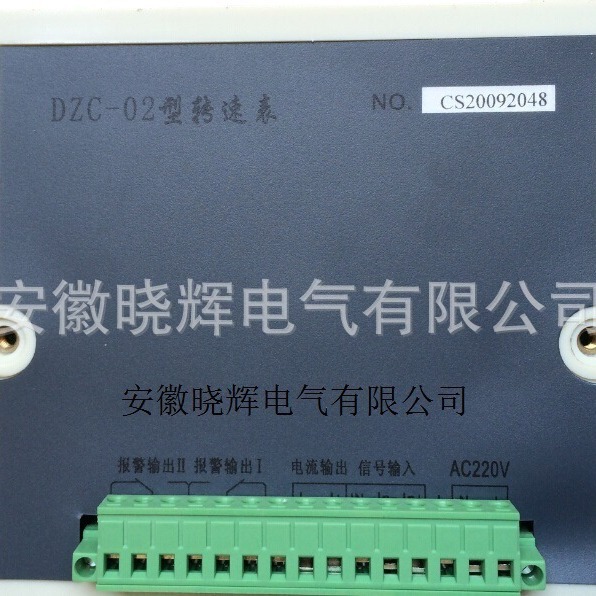 DZC-02型转速表 NO. CS20092048
安徽晓辉电气有限公司
安徽晓辉电气有限公司
报警输出II 报警输出I 电流输出 信号输入 AC220V